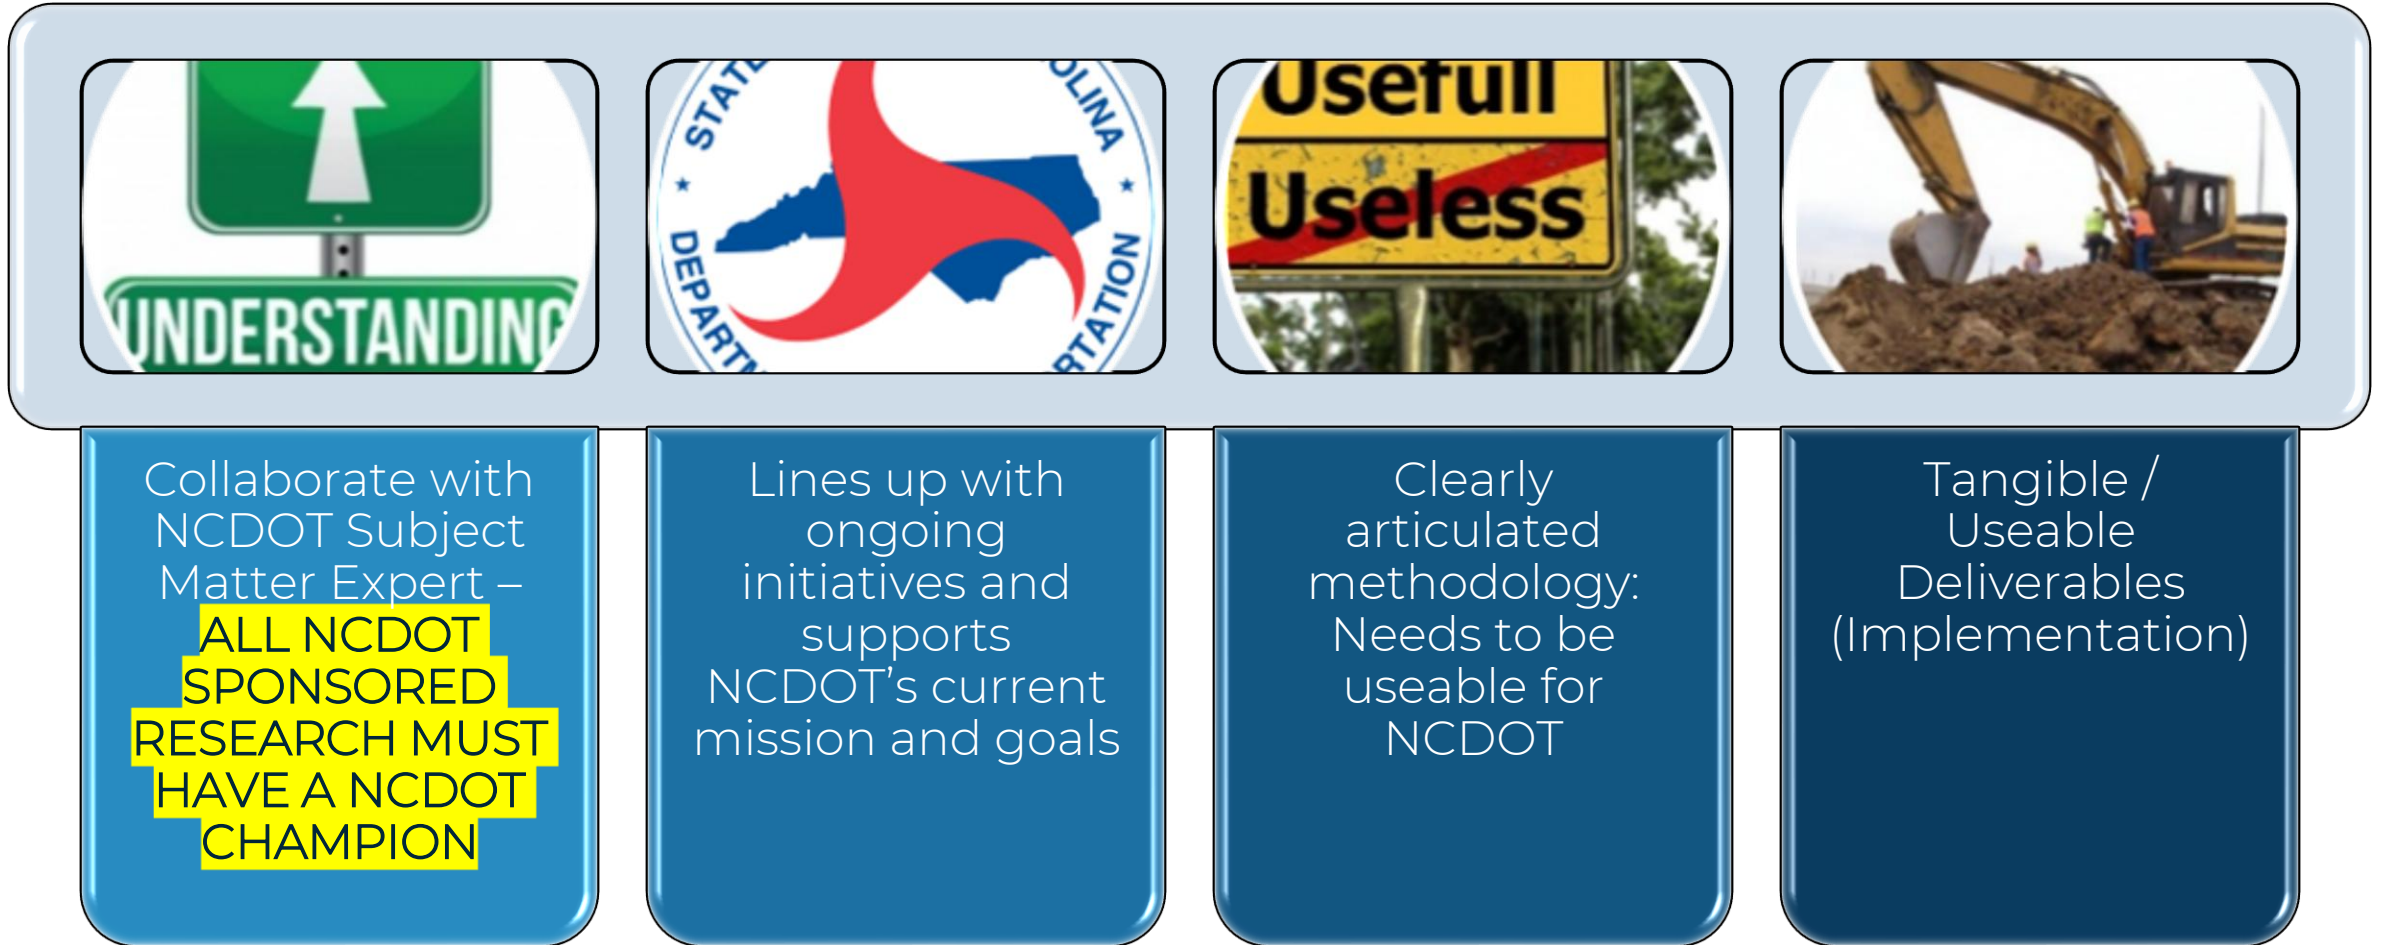 UNDERSTANDING
STATE
OLINA
DEPARTM
RTATION
Usefull
Useless
Collaborate with
NCDOT Subject
Matter Expert –
ALL NCDOT
SPONSORED
RESEARCH MUST
HAVE A NCDOT
CHAMPION
Lines up with
ongoing
initiatives and
supports
NCDOT’s current
mission and goals
Clearly
articulated
methodology:
Needs to be
useable for
NCDOT
Tangible /
Useable
Deliverables
(Implementation)